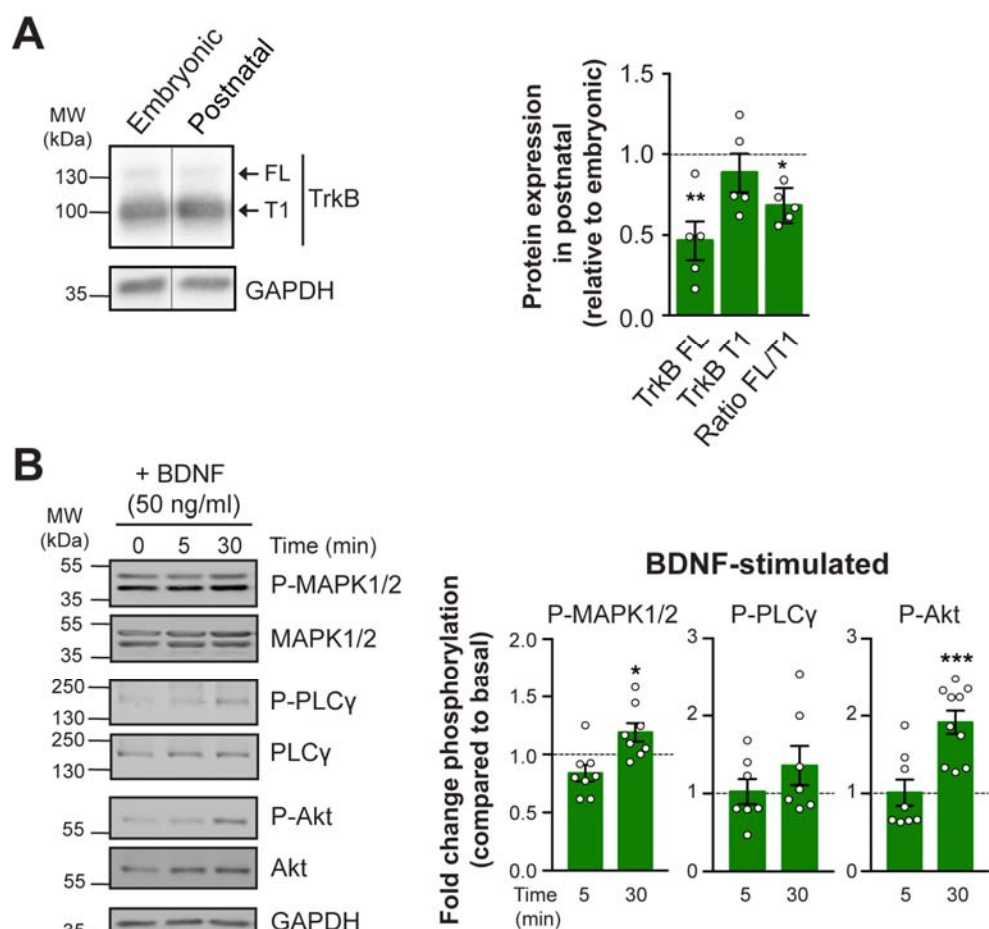 A
Embryonic
Postnatal
MW
(kDa)
130
100
FL
T1
TrkB
35
GAPDH
Protein expression
in postnatal
(relative to embryonic)
1.5
1.0
0.5
0.0
**
*
TrkB FL
TrkB T1
Ratio FL/T1
B
+ BDNF
(50 ng/ml)
MW
(kDa)
0 5 30 Time (min)
55
35
P-MAPK1/2
55
35
MAPK1/2
250
130
P-PLCγ
250
130
PLCγ
55
P-Akt
55
Akt
35
GAPDH
BDNF-stimulated
Fold change phosphorylation
(compared to basal)
P-MAPK1/2
2.0
1.5
1.0
0.5
0.0
*
Time
(min)
5 30
P-PLCγ
3
2
1
0
5 30
P-Akt
3
2
1
0
***
5 30